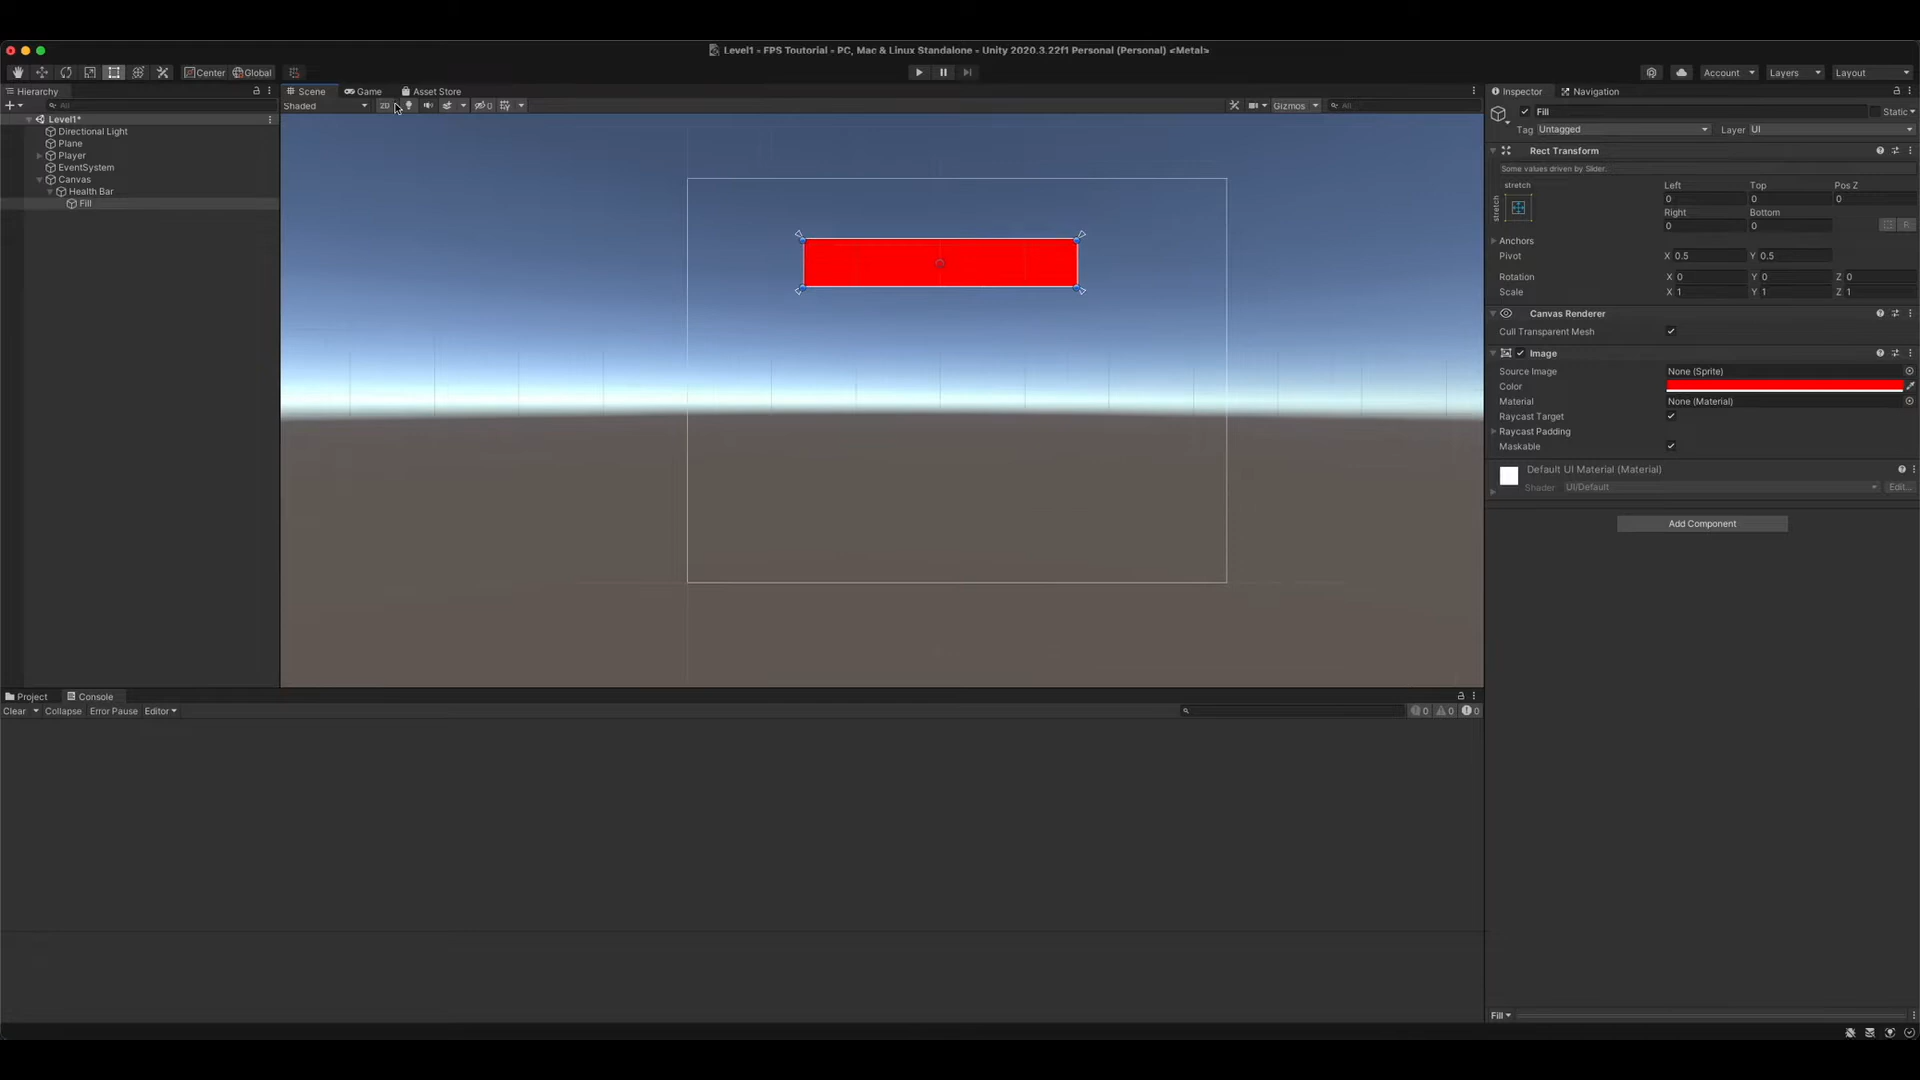 Level1 - FPS Toutorial - PC, Mac & Linux Standalone - Unity 2020.3.22f1 Personal (Personal) <Metal>
Center Global
Account Layers Layout
Hierarchy
All
Level1*
Directional Light
Plane
Player
EventSystem
Canvas
Health Bar
Fill
Scene Game Asset Store
Shaded 2D 0 Gizmos All
Inspector Navigation
Fill Static
Tag Untagged Layer UI
Rect Transform
Some values driven by Slider.
stretch Left Top Pos Z
stretch 0 0 0
Right Bottom
0 0 R
Anchors
Pivot X 0.5 Y 0.5
Rotation X 0 Y 0 Z 0
Scale X 1 Y 1 Z 1
Canvas Renderer
Cull Transparent Mesh
Image
Source Image None (Sprite)
Color
Material None (Material)
Raycast Target
Raycast Padding
Maskable
Default UI Material (Material)
Shader UI/Default Edit...
Add Component
Project Console
Clear Collapse Error Pause Editor 0 0 0
Fill